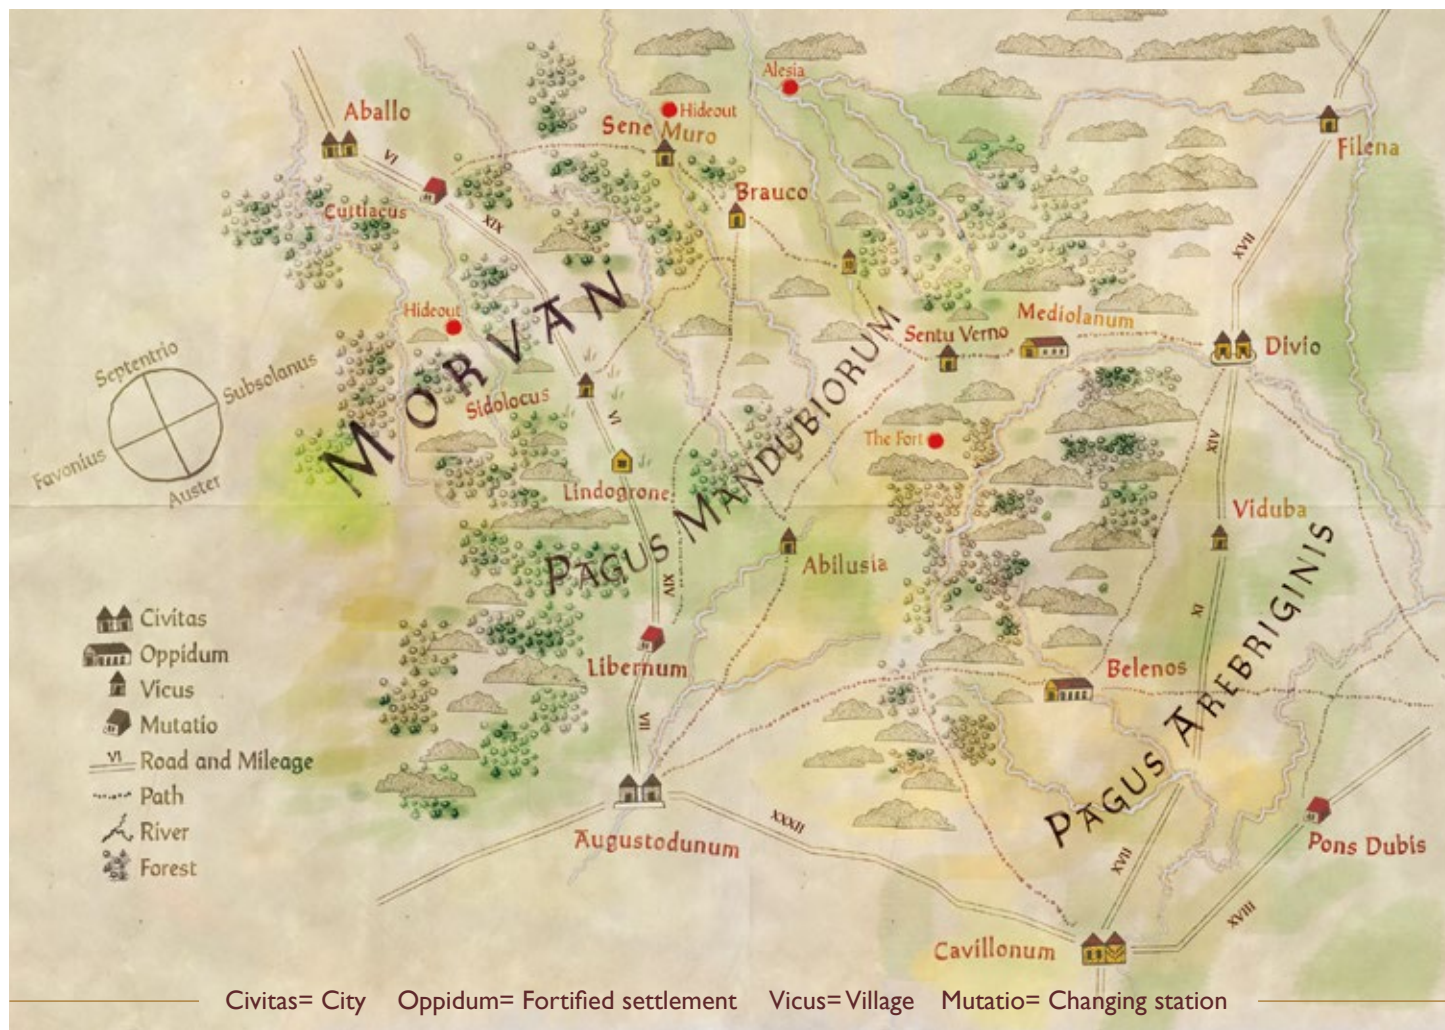 Alesia
Aballo
Hideout
Sene Muro
VI
Filena
Brauco
Cuttiacus
XIX
XVII
MORVAN
Hideout
Mediolanum
Sentu Verno
Divio
Septentrio
Subsolanus
Sidolocus
VI
PAGUS MANDUBIORUM
The Fort
XIV
Favonius
Auster
Lindogrone
Viduba
Abilusia
XIV
IX
PAGUS AREBRIGINIS
Civitas
Oppidum
Libernum
Belenos
Vicus
Mutatio
VII
VI
Road and Mileage
Path
River
Forest
XXXII
Augustodunum
Pons Dubis
XVII
XVIII
Cavillonum
Civitas= City Oppidum= Fortified settlement Vicus= Village Mutatio= Changing station